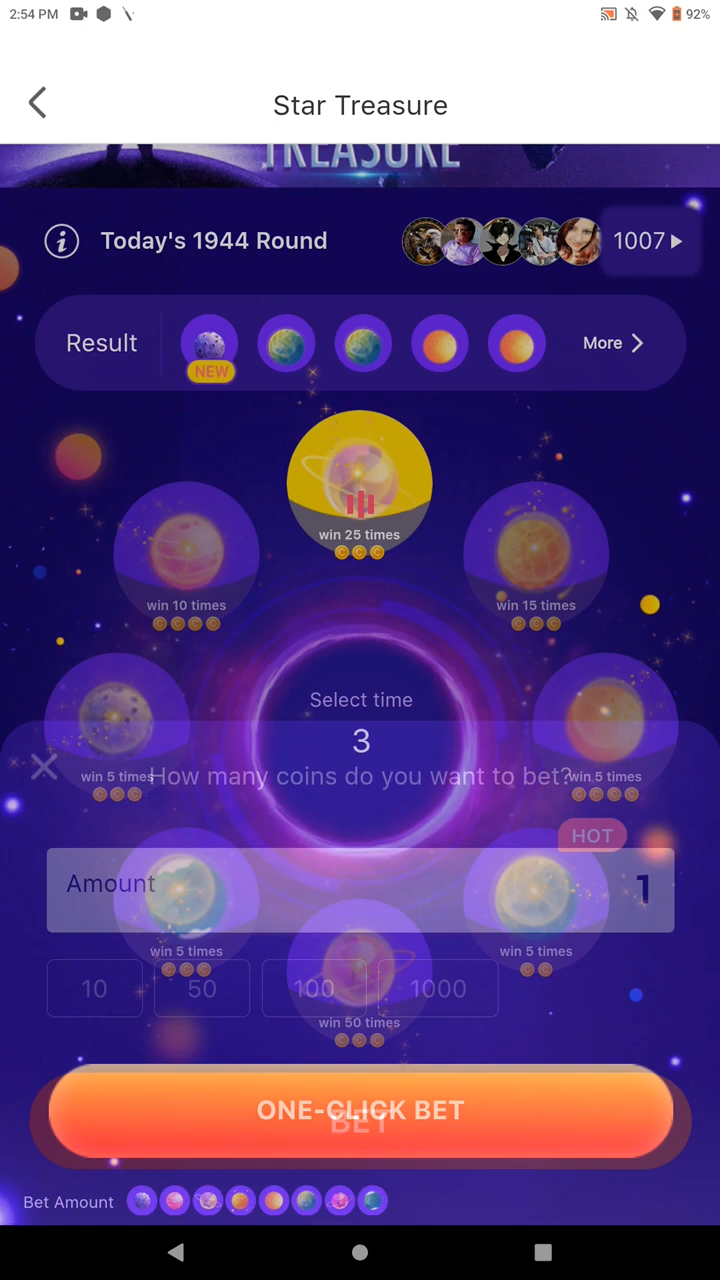 2:54 PM
92%
Star Treasure
TREASURE
Today's 1944 Round
1007
Result
NEW
More
win 25 times
win 10 times
win 15 times
Select time
3
win 5 times
How many coins do you want to bet?
win 5 times
HOT
Amount
1
win 5 times
win 5 times
10
50
100
1000
win 50 times
ONE-CLICK BET
BET
Bet Amount